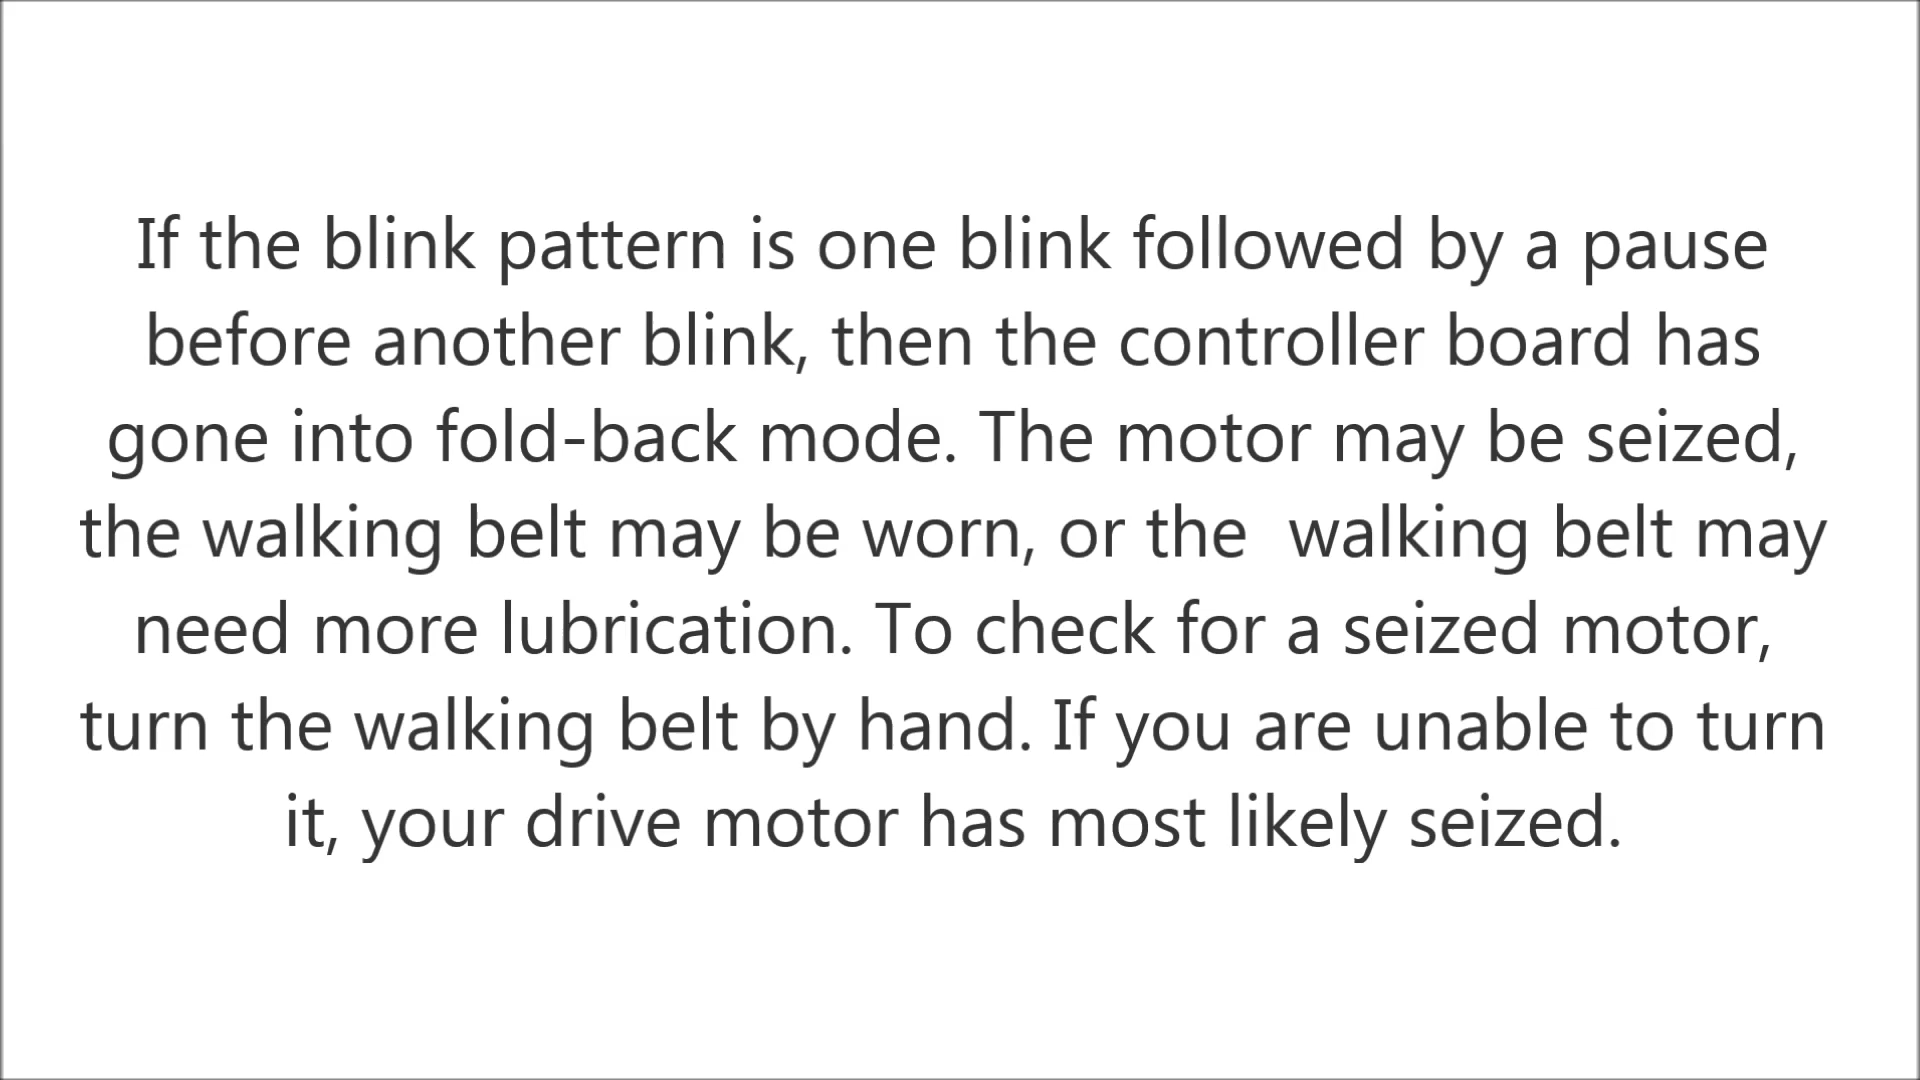 If the blink pattern is one blink followed by a pause
before another blink, then the controller board has
gone into fold-back mode. The motor may be seized,
the walking belt may be worn, or the  walking belt may
need more lubrication. To check for a seized motor,
turn the walking belt by hand. If you are unable to turn
it, your drive motor has most likely seized.